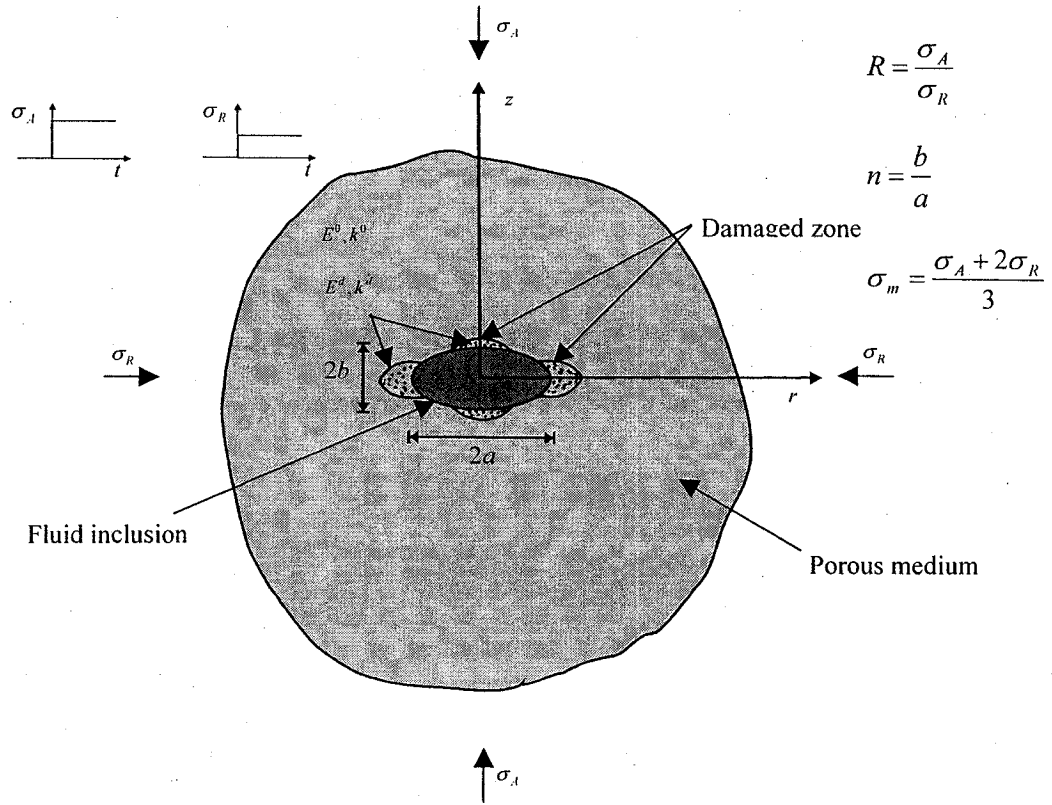 σ_A
z
R = σ_A / σ_R
σ_A
t
σ_R
t
n = b / a
Damaged zone
E^0, k^0
σ_m = (σ_A + 2σ_R) / 3
E^d, k^d
σ_R
2b
σ_R
r
2a
Fluid inclusion
Porous medium
σ_A